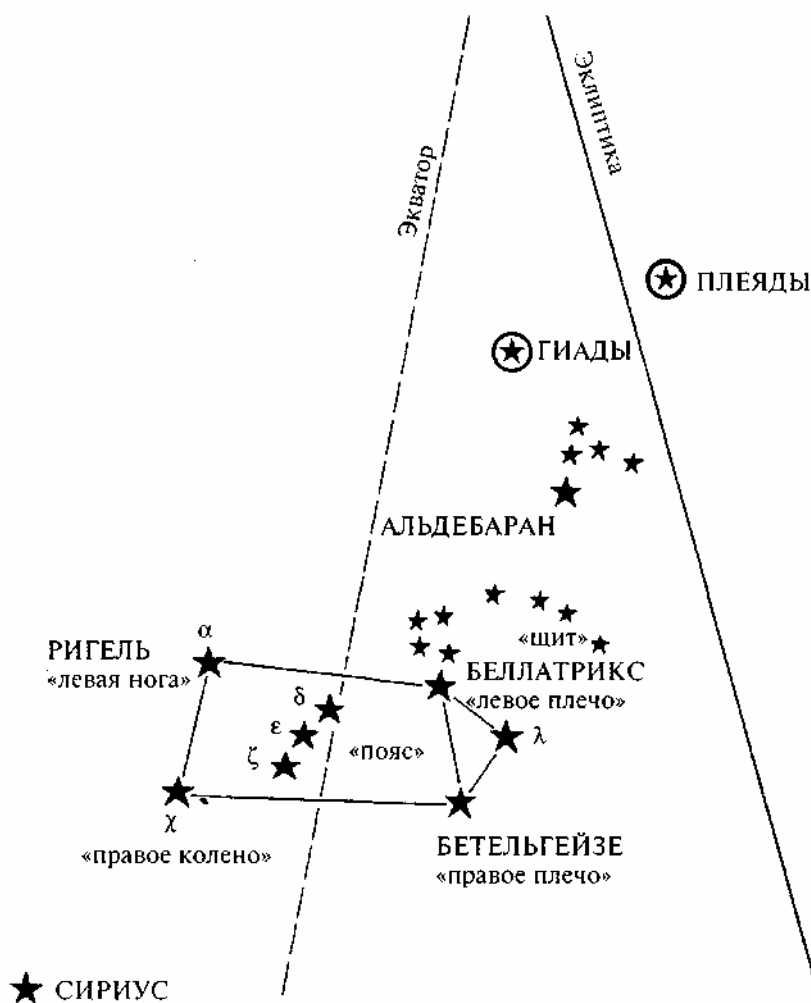 Экватор
Эклиптика
ПЛЕЯДЫ
ГИАДЫ
АЛЬДЕБАРАН
«щит»
α
РИГЕЛЬ
«левая нога»
БЕЛЛАТРИКС
«левое плечо»
δ
ε
ζ
«пояс»
λ
χ
«правое колено»
БЕТЕЛЬГЕЙЗЕ
«правое плечо»
СИРИУС